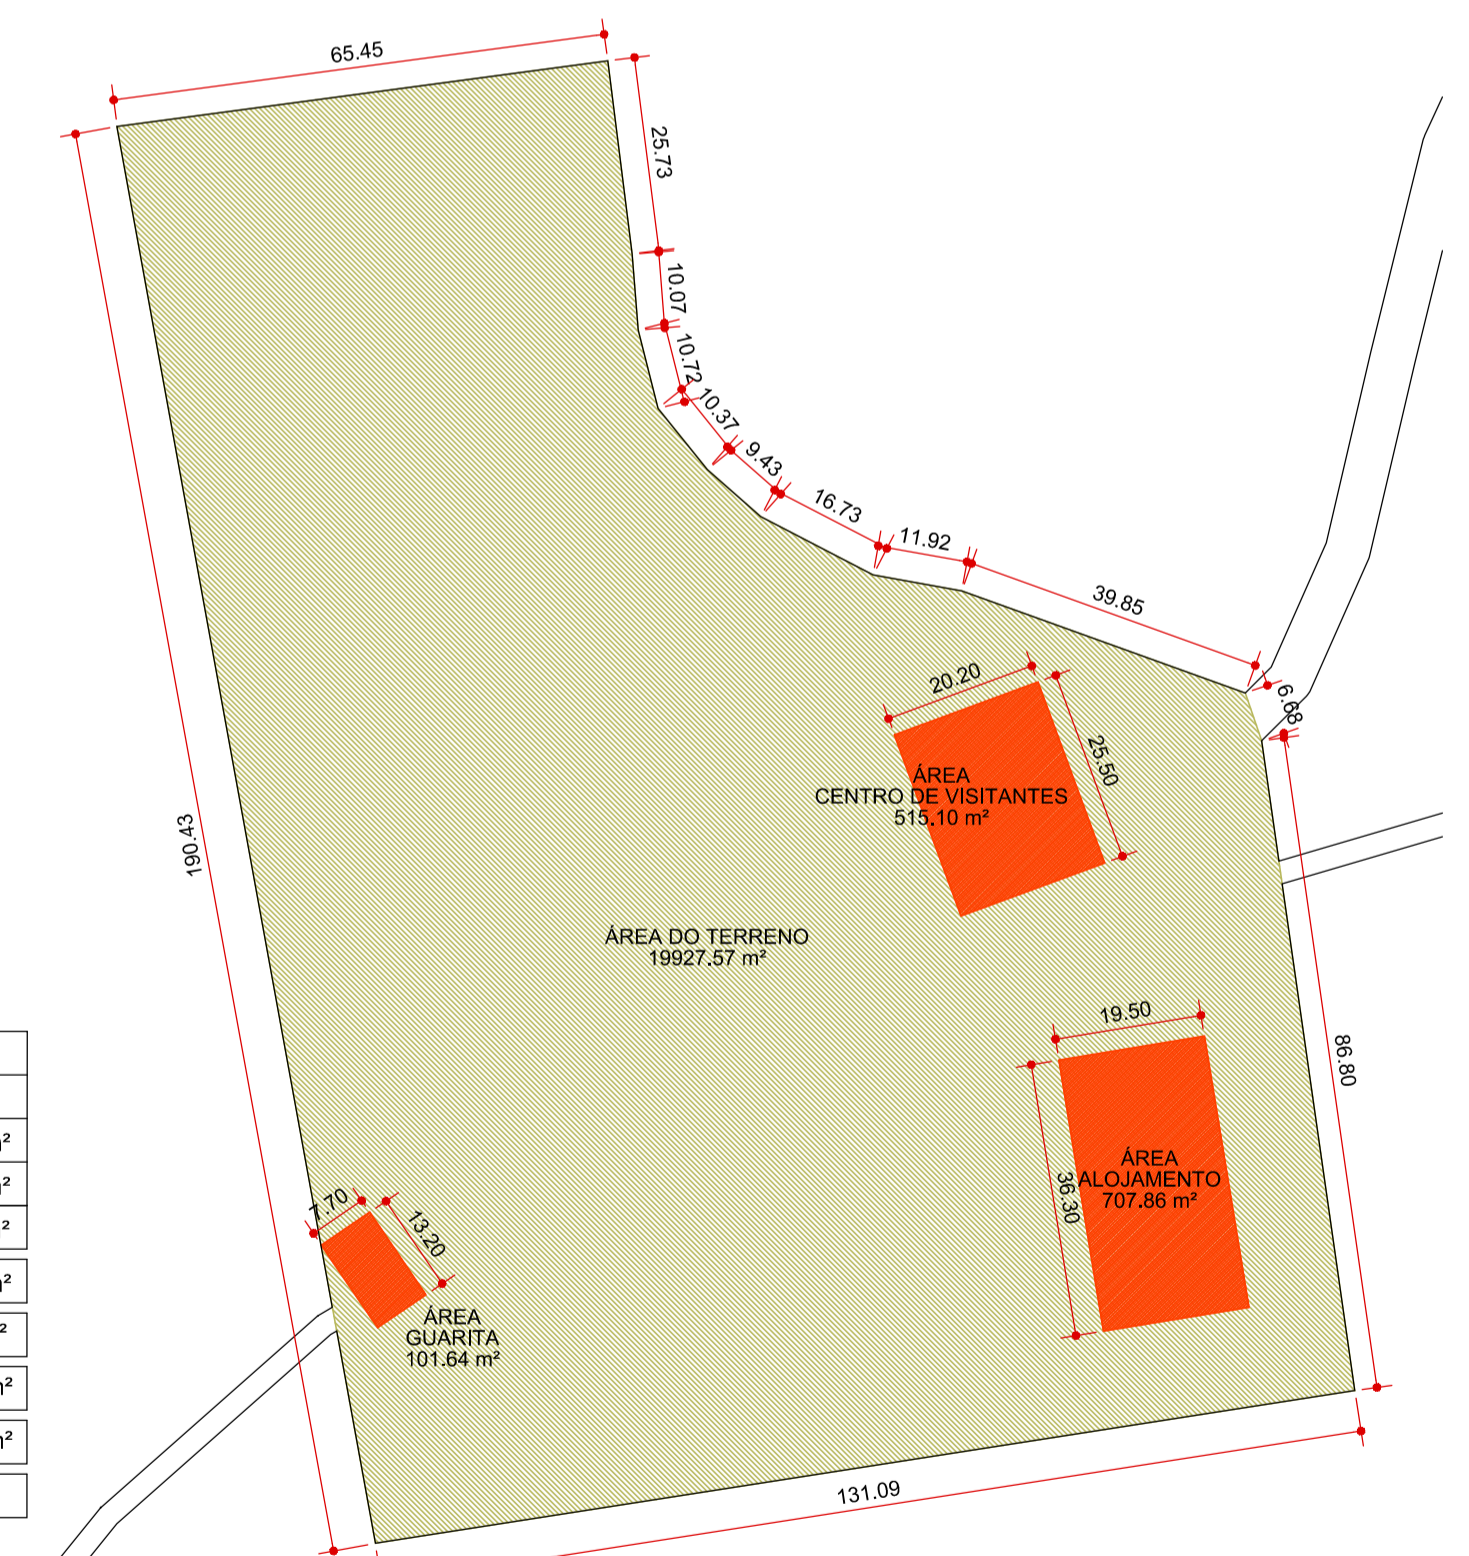 65.45
25.73
10.07
10.72
10.37
9.43
16.73
11.92
39.85
6.68
20.20
25.50
ÁREA
CENTRO DE VISITANTES
515.10 m²
190.43
ÁREA DO TERRENO
19927.57 m²
19.50
86.80
36.30
ÁREA
ALOJAMENTO
707.86 m²
7.70
13.20
ÁREA
GUARITA
101.64 m²
131.09